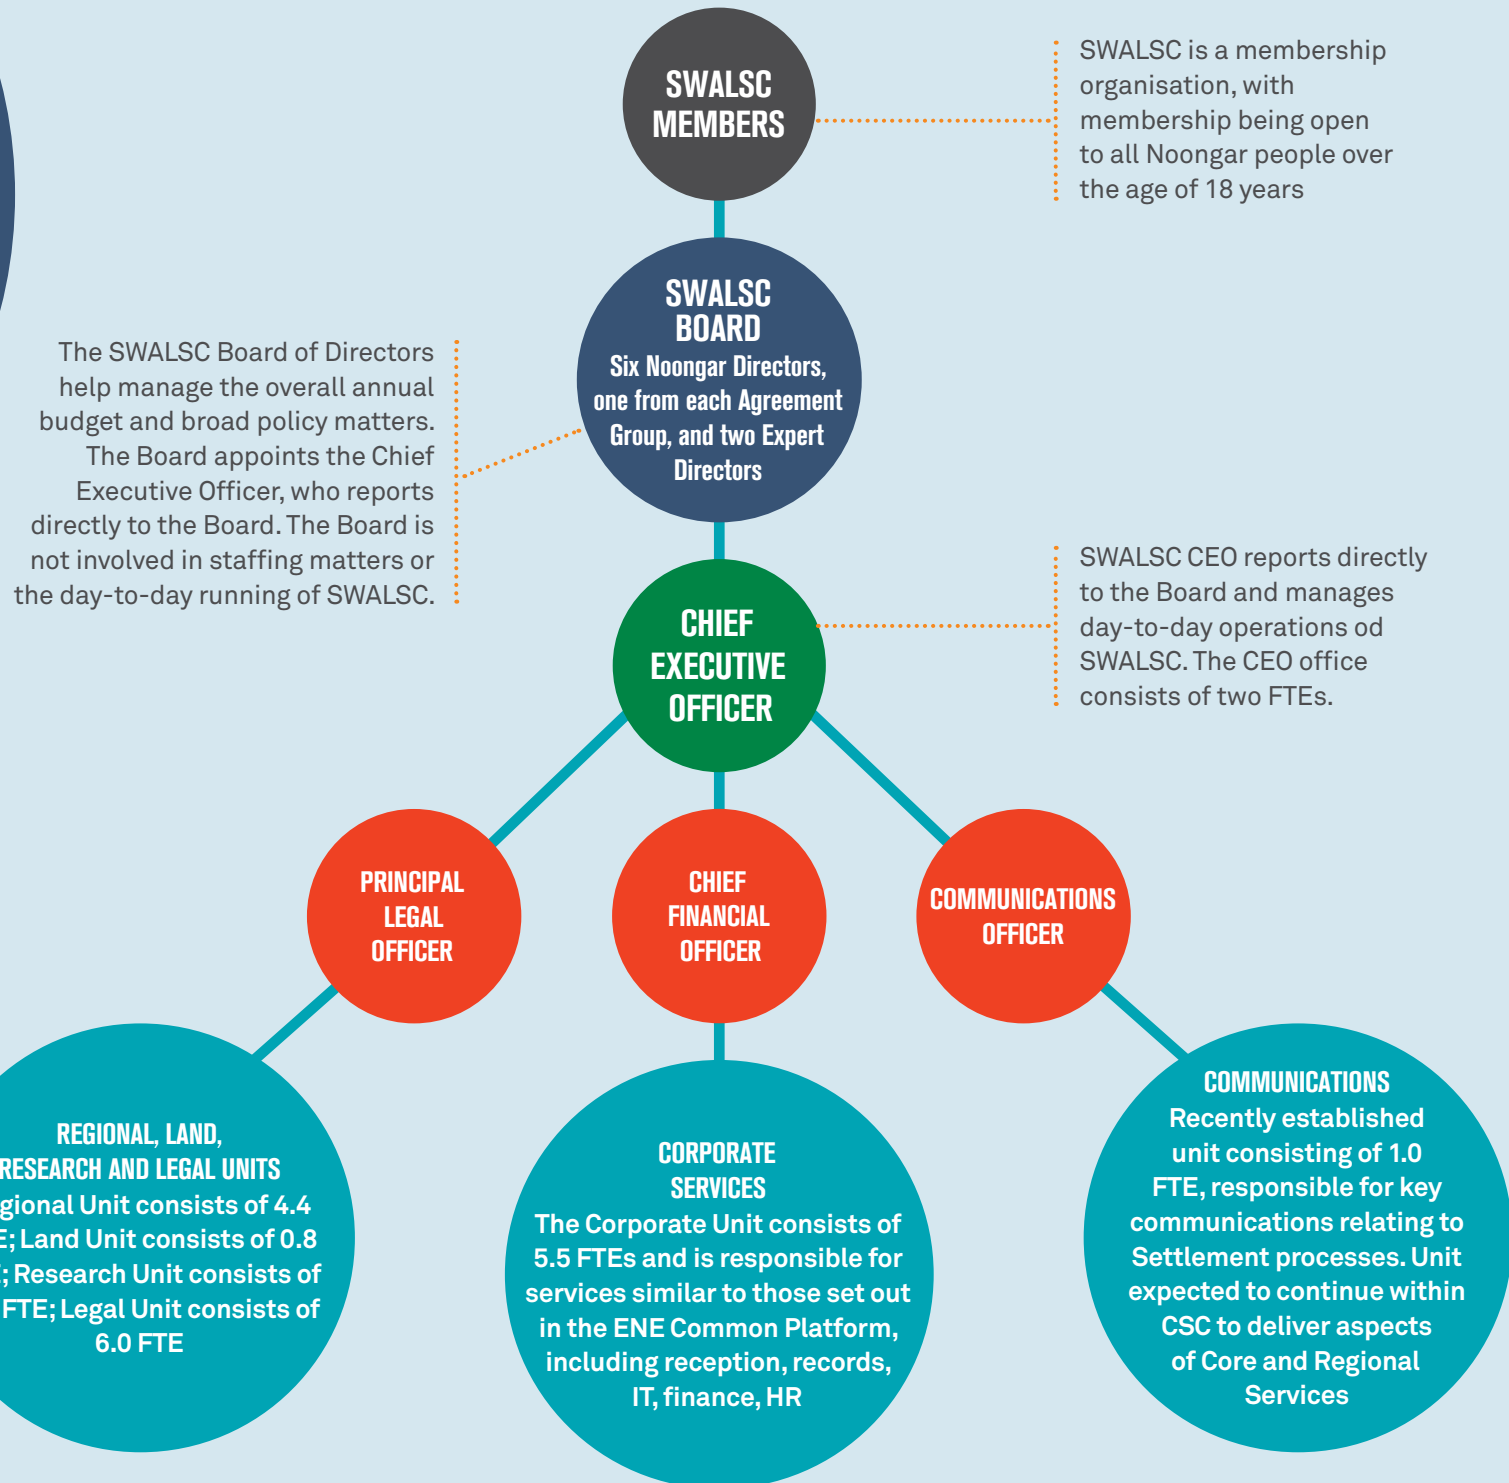 SWALSC
MEMBERS
SWALSC is a membership
organisation, with
membership being open
to all Noongar people over
the age of 18 years
SWALSC
BOARD
Six Noongar Directors,
one from each Agreement
Group, and two Expert
Directors
The SWALSC Board of Directors
help manage the overall annual
budget and broad policy matters.
The Board appoints the Chief
Executive Officer, who reports
directly to the Board. The Board is
not involved in staffing matters or
the day-to-day running of SWALSC.
CHIEF
EXECUTIVE
OFFICER
SWALSC CEO reports directly
to the Board and manages
day-to-day operations od
SWALSC. The CEO office
consists of two FTEs.
PRINCIPAL
LEGAL
OFFICER
CHIEF
FINANCIAL
OFFICER
COMMUNICATIONS
OFFICER
REGIONAL, LAND,
RESEARCH AND LEGAL UNITS
Unit consists of 4.4
Land Unit consists of 0.8
Research Unit consists of
FTE; Legal Unit consists of
6.0 FTE
CORPORATE
SERVICES
The Corporate Unit consists of
5.5 FTEs and is responsible for
services similar to those set out
in the ENE Common Platform,
including reception, records,
IT, finance, HR
COMMUNICATIONS
Recently established
unit consisting of 1.0
FTE, responsible for key
communications relating to
Settlement processes. Unit
expected to continue within
CSC to deliver aspects
of Core and Regional
Services